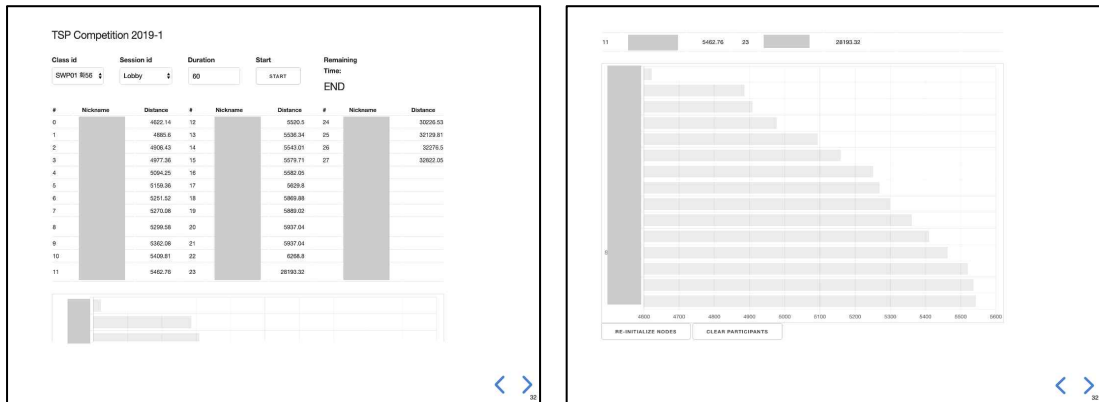 TSP Competition 2019-1
Class id Session id Duration Start Remaining Time:
SWP01 화56 Lobby 60 START END
# Nickname Distance # Nickname Distance # Nickname Distance
0 4622.14 12 5520.5 24 30226.53
1 4885.6 13 5536.34 25 32129.81
2 4908.43 14 5543.01 26 32276.5
3 4977.36 15 5579.71 27 32822.05
4 5094.25 16 5582.05
5 5159.36 17 5629.8
6 5251.52 18 5869.88
7 5270.08 19 5889.02
8 5299.58 20 5937.04
9 5362.08 21 5937.04
10 5409.81 22 6268.8
11 5462.76 23 28193.32
32
11 5462.76 23 28193.32
4600 4700 4800 4900 5000 5100 5200 5300 5400 5500 5600
RE-INITIALIZE NODES CLEAR PARTICIPANTS
32